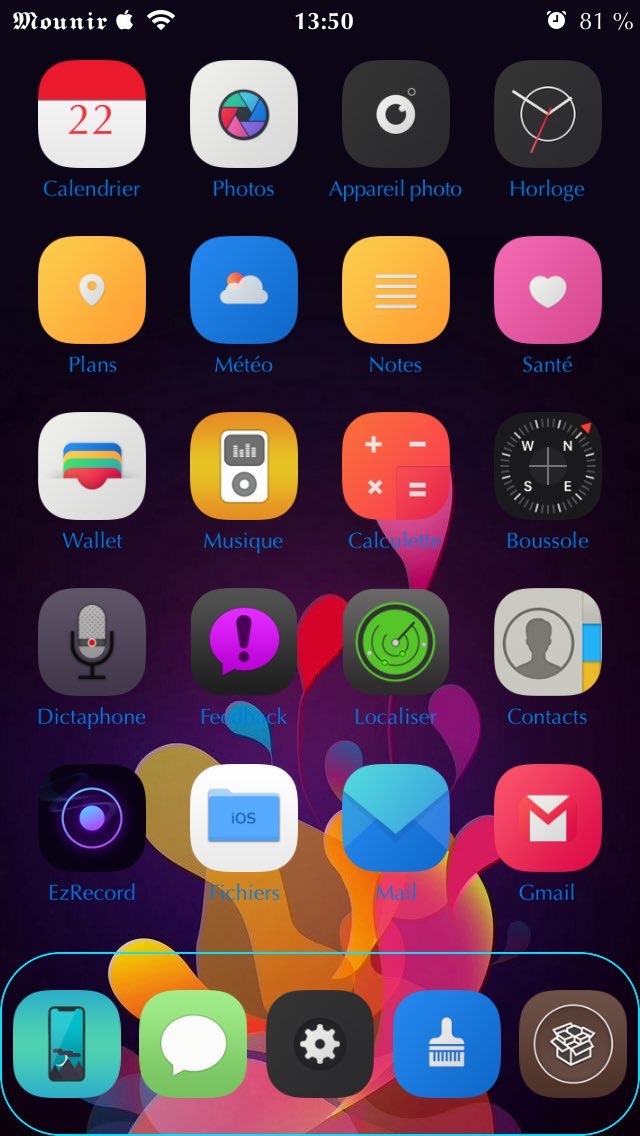 Mounir 13:50 81 %
22
Calendrier Photos Appareil photo Horloge
Plans Météo Notes Santé
W N
S E
Wallet Musique Calculette Boussole
Dictaphone Feedback Localiser Contacts
iOS
EzRecord Fichiers Mail Gmail